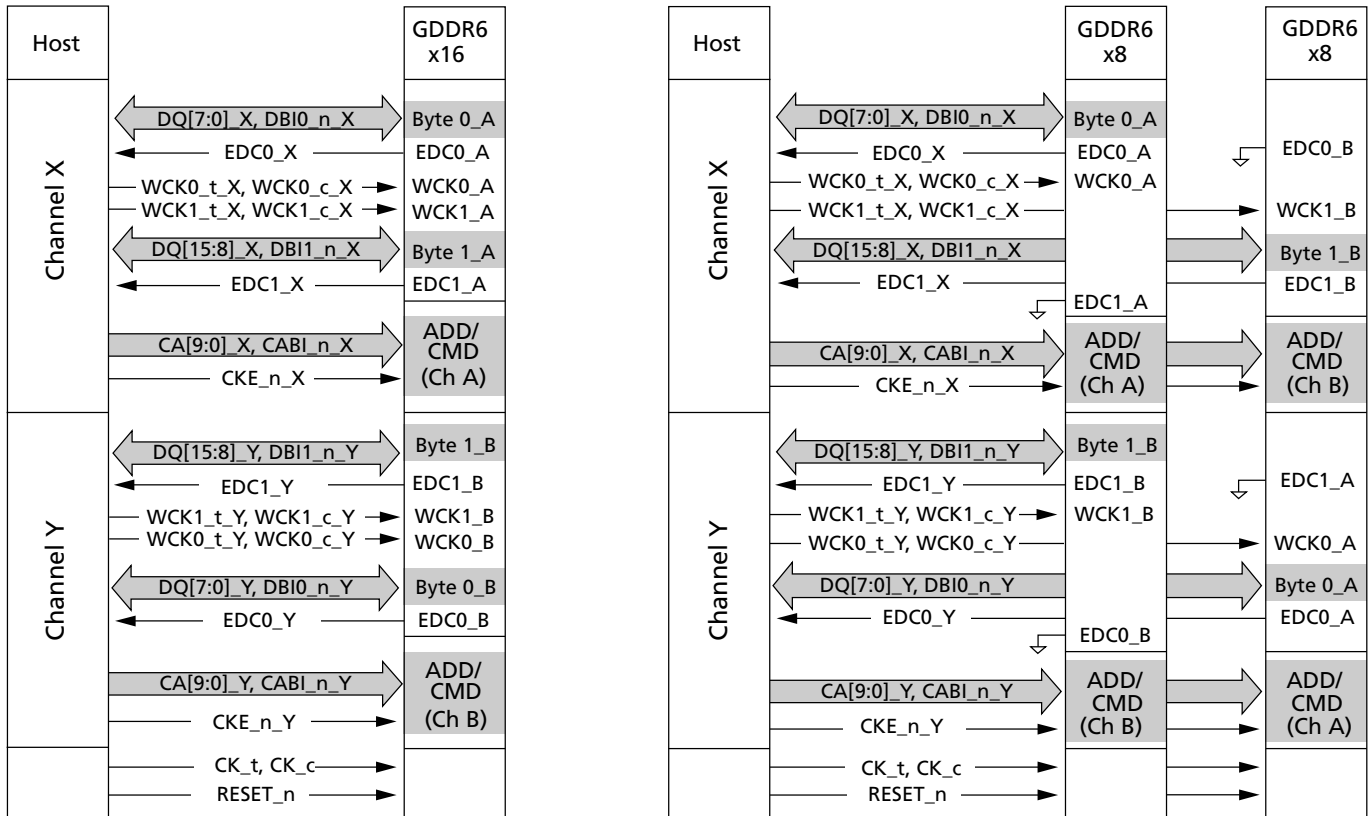 Host
GDDR6
x16
DQ[7:0]_X, DBI0_n_X
Byte 0_A
EDC0_X
EDC0_A
WCK0_t_X, WCK0_c_X
WCK0_A
WCK1_t_X, WCK1_c_X
WCK1_A
Channel X
DQ[15:8]_X, DBI1_n_X
Byte 1_A
EDC1_X
EDC1_A
CA[9:0]_X, CABI_n_X
ADD/
CMD
(Ch A)
CKE_n_X
DQ[15:8]_Y, DBI1_n_Y
Byte 1_B
EDC1_Y
EDC1_B
WCK1_t_Y, WCK1_c_Y
WCK1_B
WCK0_t_Y, WCK0_c_Y
WCK0_B
Channel Y
DQ[7:0]_Y, DBI0_n_Y
Byte 0_B
EDC0_Y
EDC0_B
CA[9:0]_Y, CABI_n_Y
ADD/
CMD
(Ch B)
CKE_n_Y
CK_t, CK_c
RESET_n
Host
GDDR6
x8
GDDR6
x8
DQ[7:0]_X, DBI0_n_X
Byte 0_A
EDC0_X
EDC0_A
EDC0_B
WCK0_t_X, WCK0_c_X
WCK0_A
WCK1_t_X, WCK1_c_X
WCK1_B
Channel X
DQ[15:8]_X, DBI1_n_X
Byte 1_B
EDC1_X
EDC1_B
EDC1_A
CA[9:0]_X, CABI_n_X
ADD/
CMD
(Ch A)
ADD/
CMD
(Ch B)
CKE_n_X
DQ[15:8]_Y, DBI1_n_Y
Byte 1_B
EDC1_Y
EDC1_B
EDC1_A
WCK1_t_Y, WCK1_c_Y
WCK1_B
WCK0_t_Y, WCK0_c_Y
WCK0_A
Channel Y
DQ[7:0]_Y, DBI0_n_Y
Byte 0_A
EDC0_Y
EDC0_A
EDC0_B
CA[9:0]_Y, CABI_n_Y
ADD/
CMD
(Ch B)
ADD/
CMD
(Ch A)
CKE_n_Y
CK_t, CK_c
RESET_n